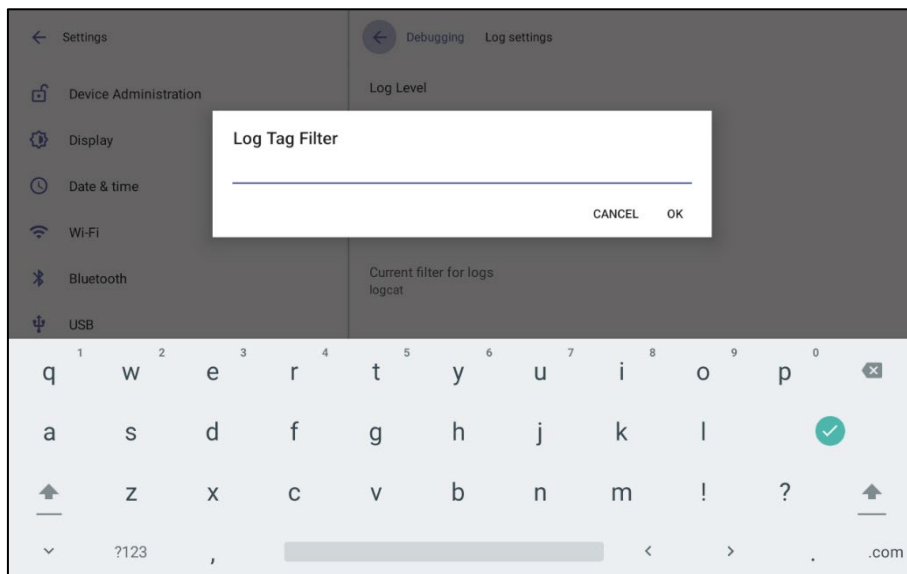 Settings
Debugging Log settings
Device Administration
Log Level
Display
Log Tag Filter
Date & time
CANCEL OK
Wi-Fi
Current filter for logs
logcat
Bluetooth
USB
1 2 3 4 5 6 7 8 9 0
q w e r t y u i o p
a s d f g h j k l
z x c v b n m ! ?
?123 , < > . .com